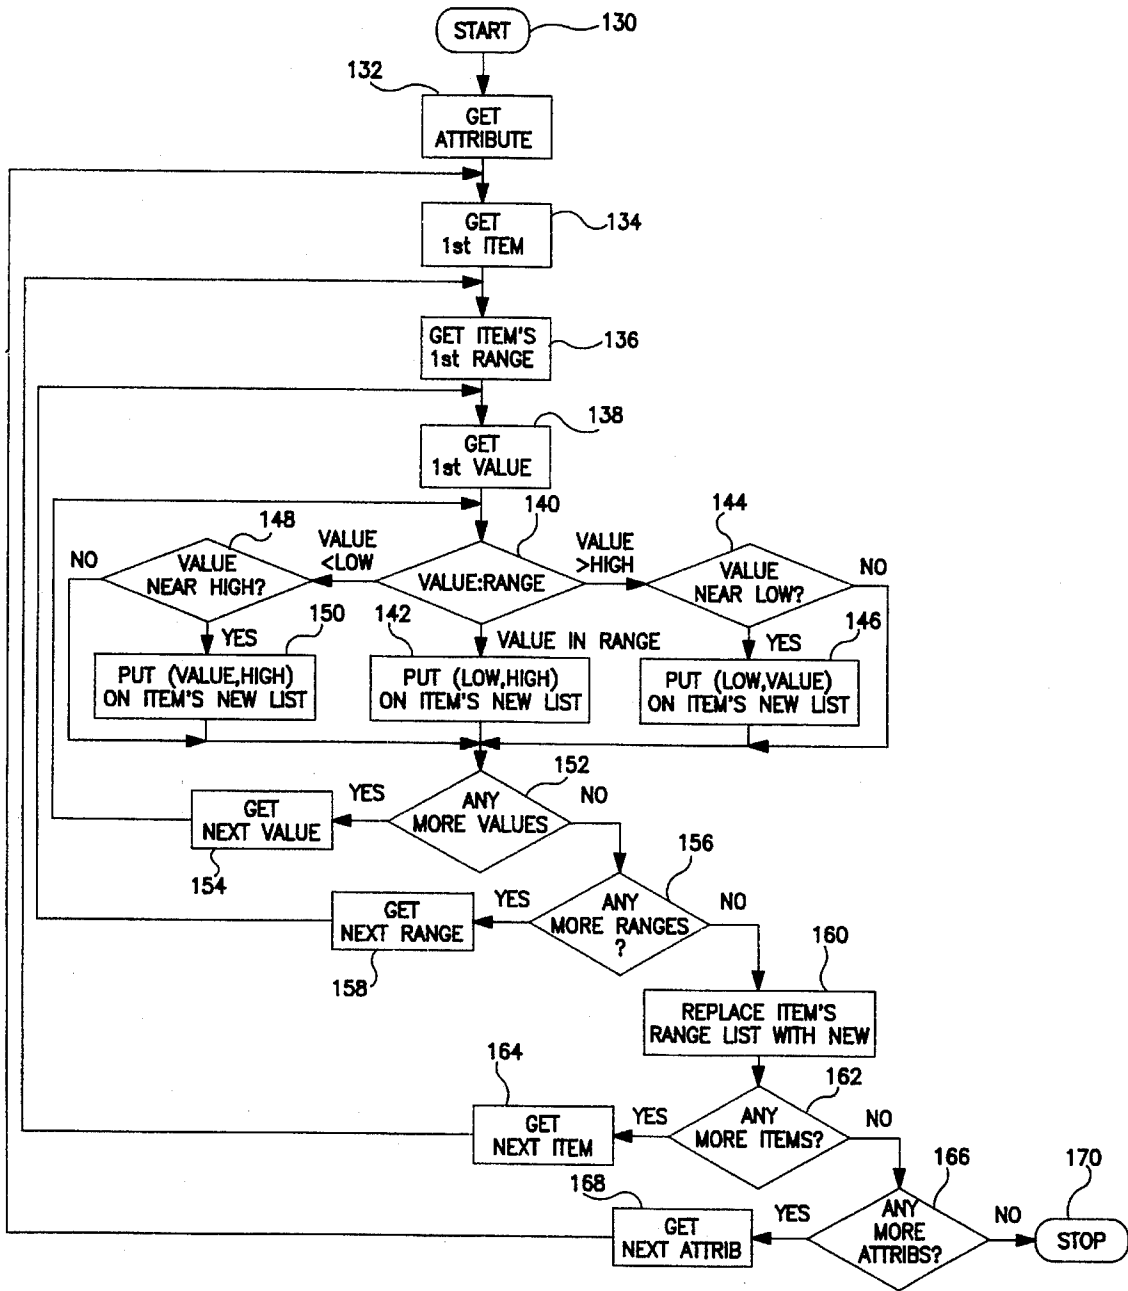 START
130
132
GET
ATTRIBUTE
GET
1st ITEM
134
GET ITEM'S
1st RANGE
136
138
GET
1st VALUE
148
140
144
NO
VALUE
NEAR HIGH?
VALUE
<LOW
VALUE:RANGE
VALUE
>HIGH
VALUE
NEAR LOW?
NO
YES
150
142
VALUE IN RANGE
YES
146
PUT (VALUE,HIGH)
ON ITEM'S NEW LIST
PUT (LOW,HIGH)
ON ITEM'S NEW LIST
PUT (LOW,VALUE)
ON ITEM'S NEW LIST
152
GET
NEXT VALUE
YES
ANY
MORE VALUES
NO
154
156
GET
NEXT RANGE
YES
ANY
MORE RANGES
?
NO
158
160
REPLACE ITEM'S
RANGE LIST WITH NEW
164
162
GET
NEXT ITEM
YES
ANY
MORE ITEMS?
NO
168
166
170
GET
NEXT ATTRIB
YES
ANY
MORE
ATTRIBS?
NO
STOP